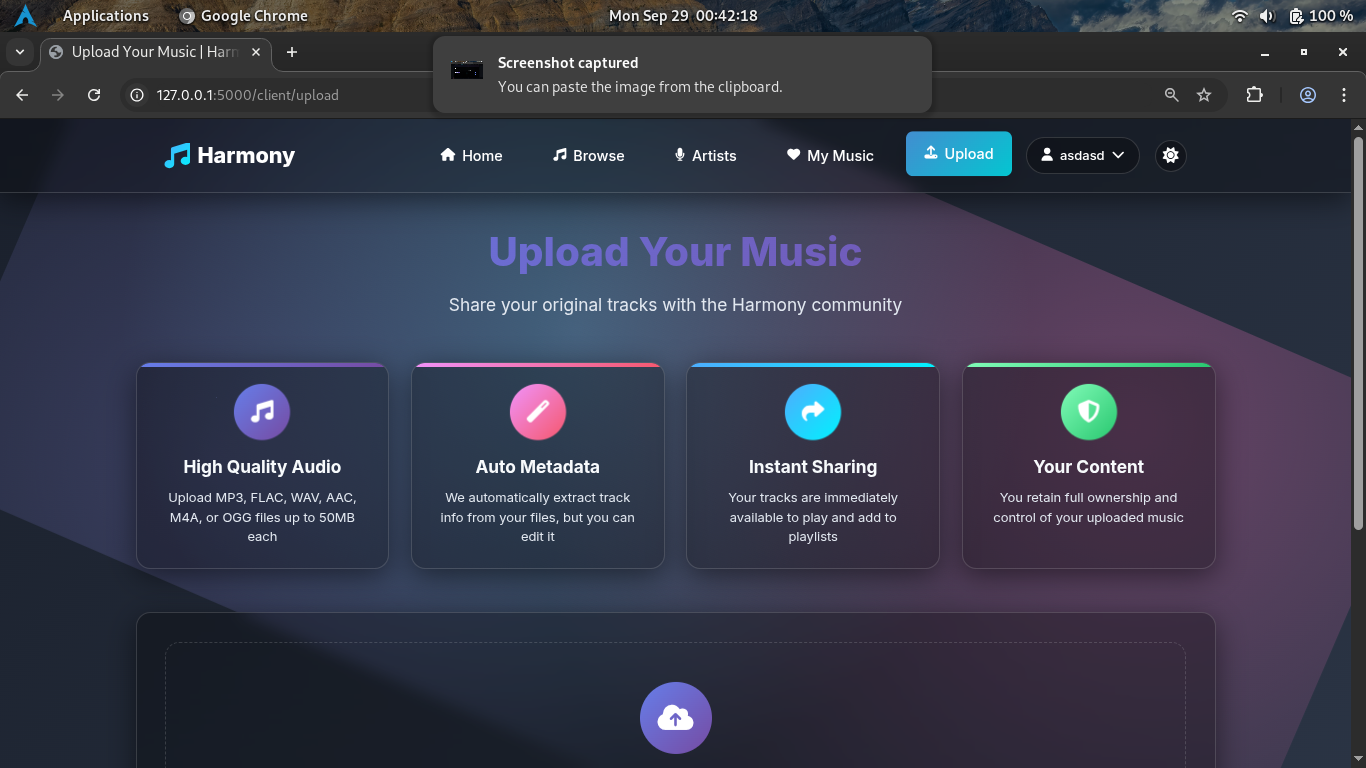 Applications Google Chrome Mon Sep 29 00:42:18 100 %
Upload Your Music | Harm
Screenshot captured
You can paste the image from the clipboard.
127.0.0.1:5000/client/upload
Harmony Home Browse Artists My Music Upload asdasd
Upload Your Music
Share your original tracks with the Harmony community
High Quality Audio
Upload MP3, FLAC, WAV, AAC,
M4A, or OGG files up to 50MB
each
Auto Metadata
We automatically extract track
info from your files, but you can
edit it
Instant Sharing
Your tracks are immediately
available to play and add to
playlists
Your Content
You retain full ownership and
control of your uploaded music